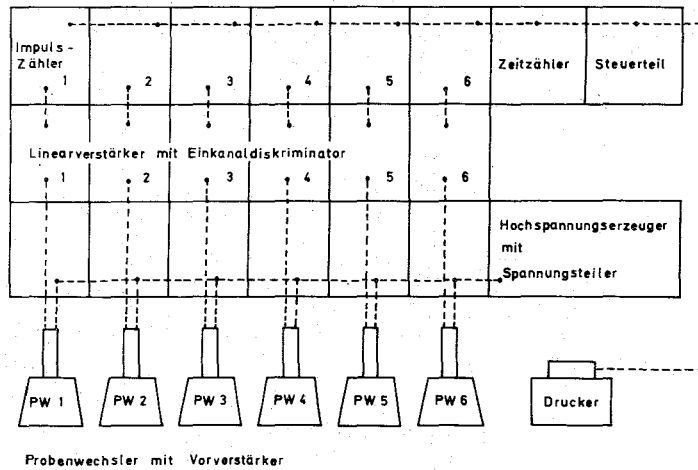 Impuls-
Zähler
1 2 3 4 5 6
Zeitzähler
Steuerteil
Linearverstärker mit Einkanaldiskriminator
1 2 3 4 5 6
Hochspannungserzeuger
mit
Spannungsteiler
PW 1 PW 2 PW 3 PW 4 PW 5 PW 6
Drucker
Probenwechsler mit Vorverstärker